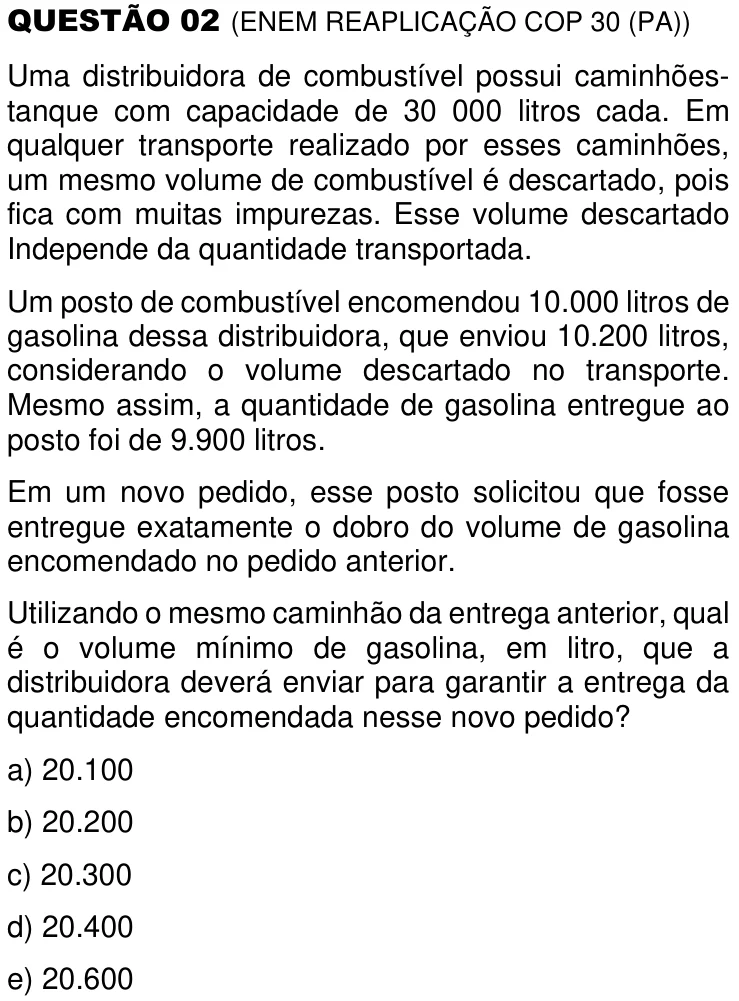 QUESTÃO 02 (ENEM REAPLICAÇÃO COP 30 (PA))
Uma distribuidora de combustível possui caminhões-
tanque com capacidade de 30 000 litros cada. Em
qualquer transporte realizado por esses caminhões,
um mesmo volume de combustível é descartado, pois
fica com muitas impurezas. Esse volume descartado
Independe da quantidade transportada.
Um posto de combustível encomendou 10.000 litros de
gasolina dessa distribuidora, que enviou 10.200 litros,
considerando o volume descartado no transporte.
Mesmo assim, a quantidade de gasolina entregue ao
posto foi de 9.900 litros.
Em um novo pedido, esse posto solicitou que fosse
entregue exatamente o dobro do volume de gasolina
encomendado no pedido anterior.
Utilizando o mesmo caminhão da entrega anterior, qual
é o volume mínimo de gasolina, em litro, que a
distribuidora deverá enviar para garantir a entrega da
quantidade encomendada nesse novo pedido?
a) 20.100
b) 20.200
c) 20.300
d) 20.400
e) 20.600